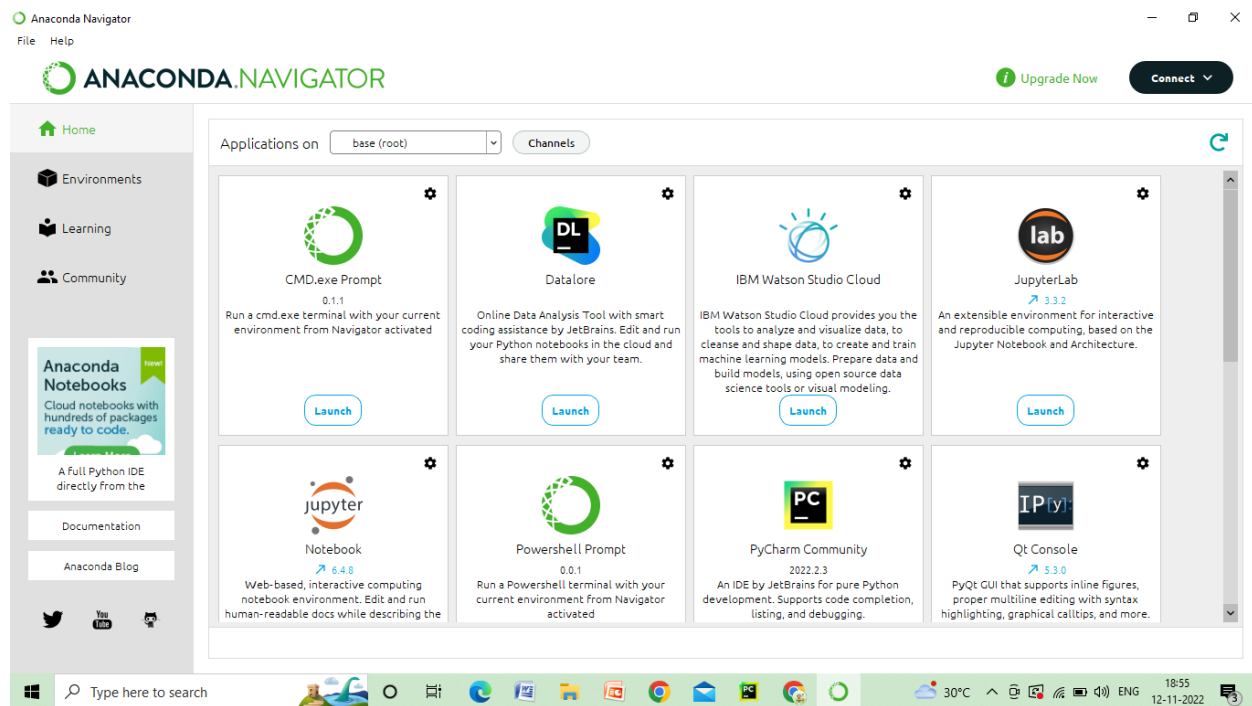 Anaconda Navigator
File Help
ANACONDA.NAVIGATOR
Upgrade Now
Connect
Home
Environments
Learning
Community
Anaconda
Notebooks
New!
Cloud notebooks with
hundreds of packages
ready to code.
Learn More
A full Python IDE
directly from the
Documentation
Anaconda Blog
You
Tube
Applications on base (root) Channels
CMD.exe Prompt
0.1.1
Run a cmd.exe terminal with your current
environment from Navigator activated
Launch
DL
Datalore
Online Data Analysis Tool with smart
coding assistance by JetBrains. Edit and run
your Python notebooks in the cloud and
share them with your team.
Launch
IBM Watson Studio Cloud
IBM Watson Studio Cloud provides you the
tools to analyze and visualize data, to
cleanse and shape data, to create and train
machine learning models. Prepare data and
build models, using open source data
science tools or visual modeling.
Launch
lab
JupyterLab
3.3.2
An extensible environment for interactive
and reproducible computing, based on the
Jupyter Notebook and Architecture.
Launch
jupyter
Notebook
6.4.8
Web-based, interactive computing
notebook environment. Edit and run
human-readable docs while describing the
Powershell Prompt
0.0.1
Run a Powershell terminal with your
current environment from Navigator
activated
PC
PyCharm Community
2022.2.3
An IDE by JetBrains for pure Python
development. Supports code completion,
listing, and debugging.
IP[y]:
Qt Console
5.3.0
PyQt GUI that supports inline figures,
proper multiline editing with syntax
highlighting, graphical calltips, and more.
Type here to search
PC
30°C
ENG
18:55
12-11-2022
3